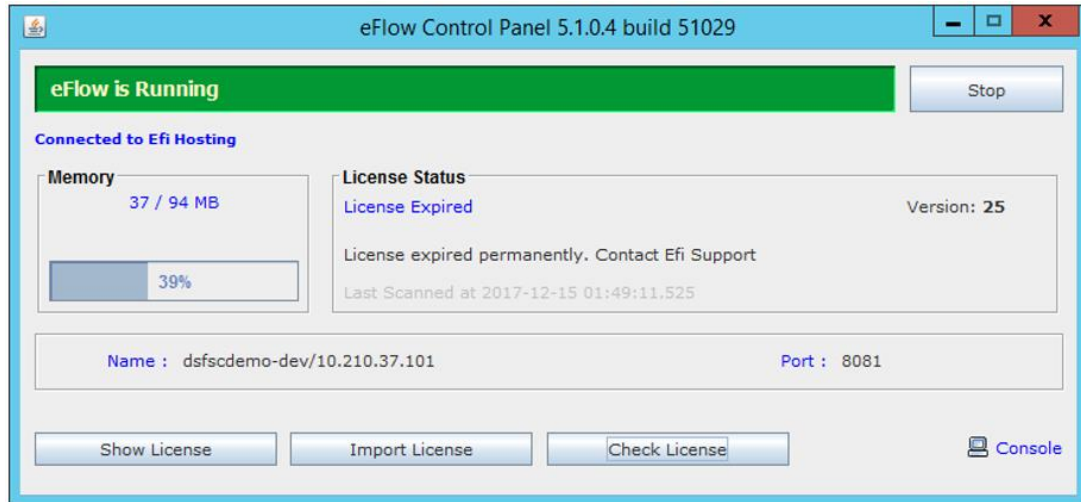 eFlow Control Panel 5.1.0.4 build 51029
eFlow is Running
Stop
Connected to Efi Hosting
Memory
37 / 94 MB
39%
License Status
License Expired
Version: 25
License expired permanently. Contact Efi Support
Last Scanned at 2017-12-15 01:49:11.525
Name : dsfscdemo-dev/10.210.37.101
Port : 8081
Show License
Import License
Check License
Console